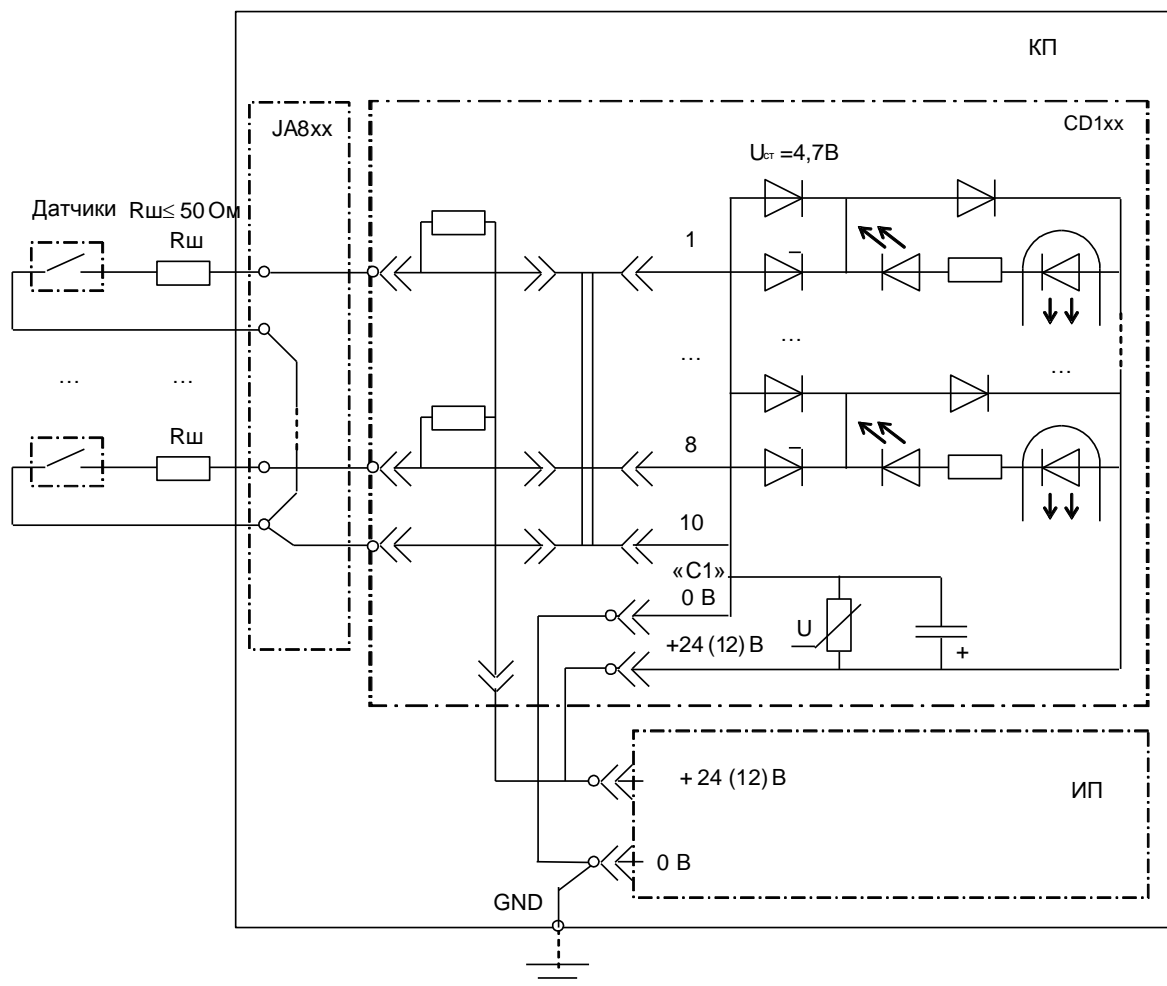 КП
JA8xx
CD1xx
Uст =4,7В
Датчики Rш≤ 50 Ом
Rш
1
...
... ... ... ...
Rш
8
10
«С1»
0 В
U
+24 (12) В
+
+ 24 (12) В
ИП
0 В
GND